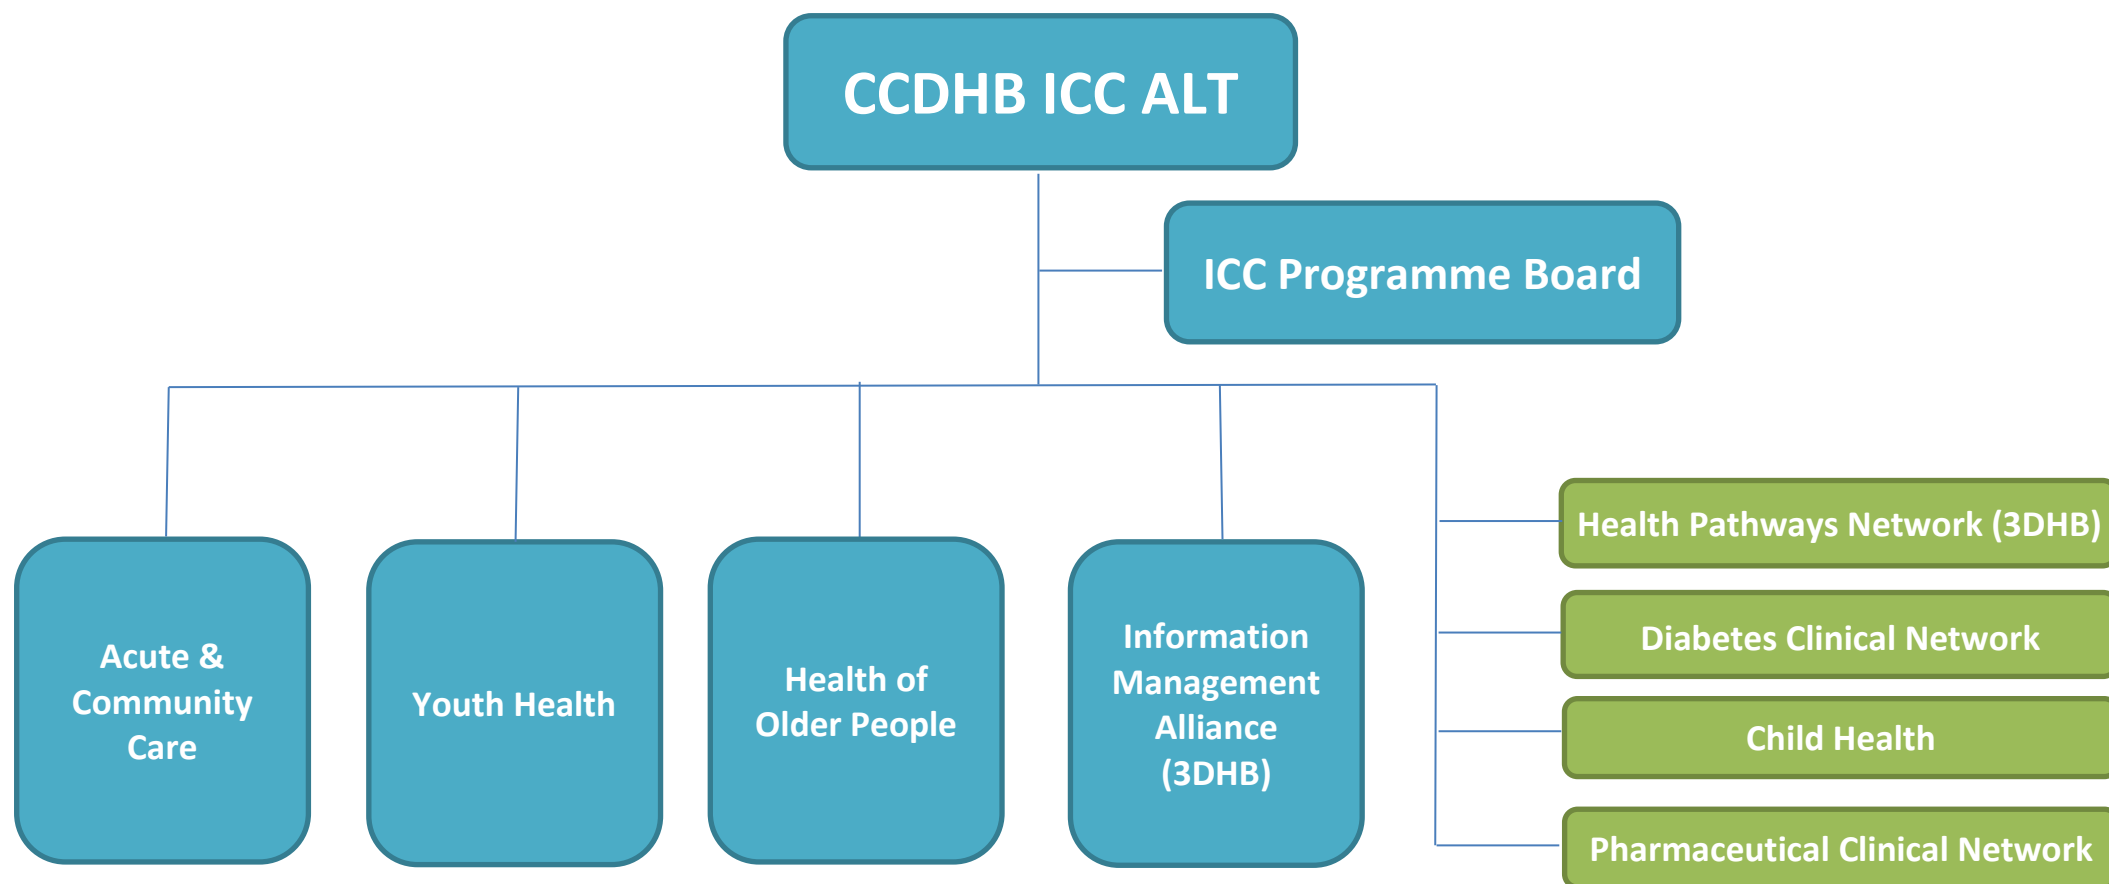 CCDHB ICC ALT
ICC Programme Board
Acute &
Community
Care
Youth Health
Health of
Older People
Information
Management
Alliance
(3DHB)
Health Pathways Network (3DHB)
Diabetes Clinical Network
Child Health
Pharmaceutical Clinical Network